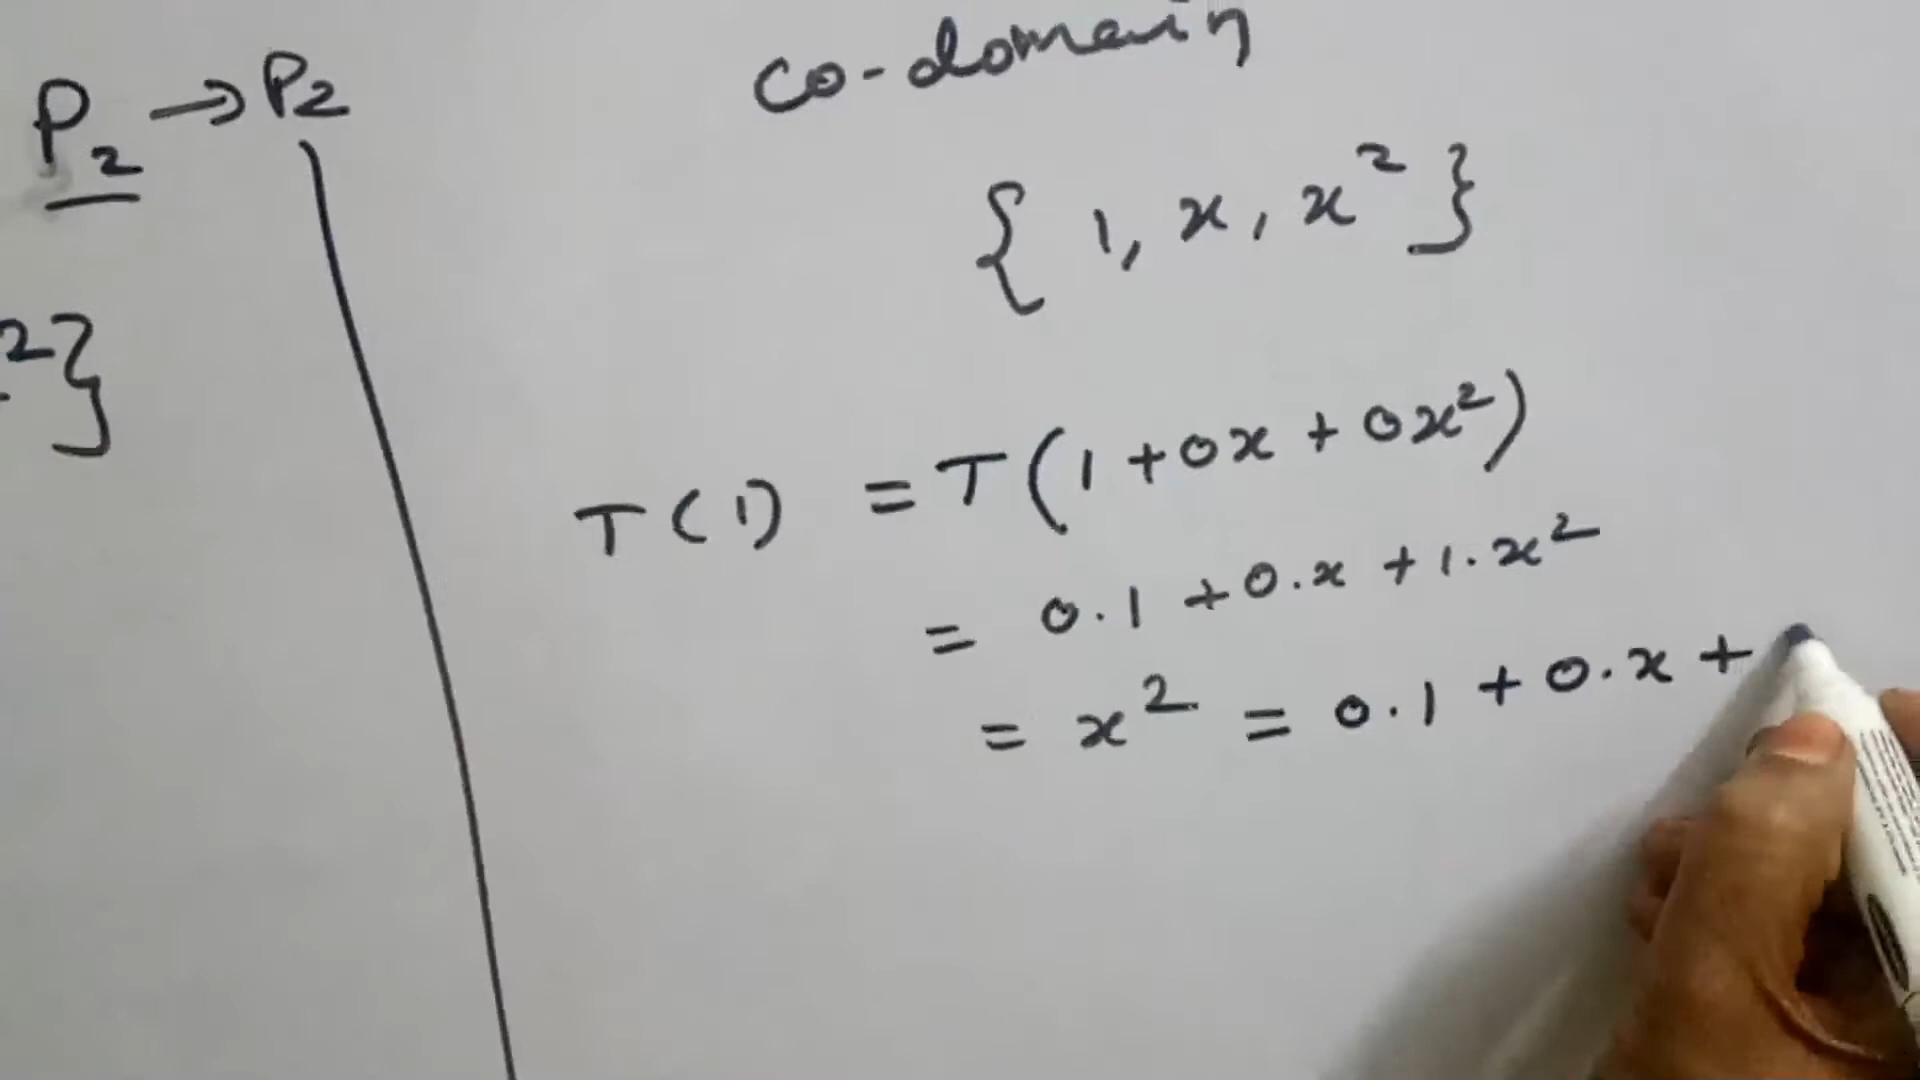 P₂ → P₂
co-domain
{ 1, x, x² }
²}
T(1) = T(1 + 0x + 0x²)
= 0.1 + 0.x + 1.x²
= x² = 0.1 + 0.x +